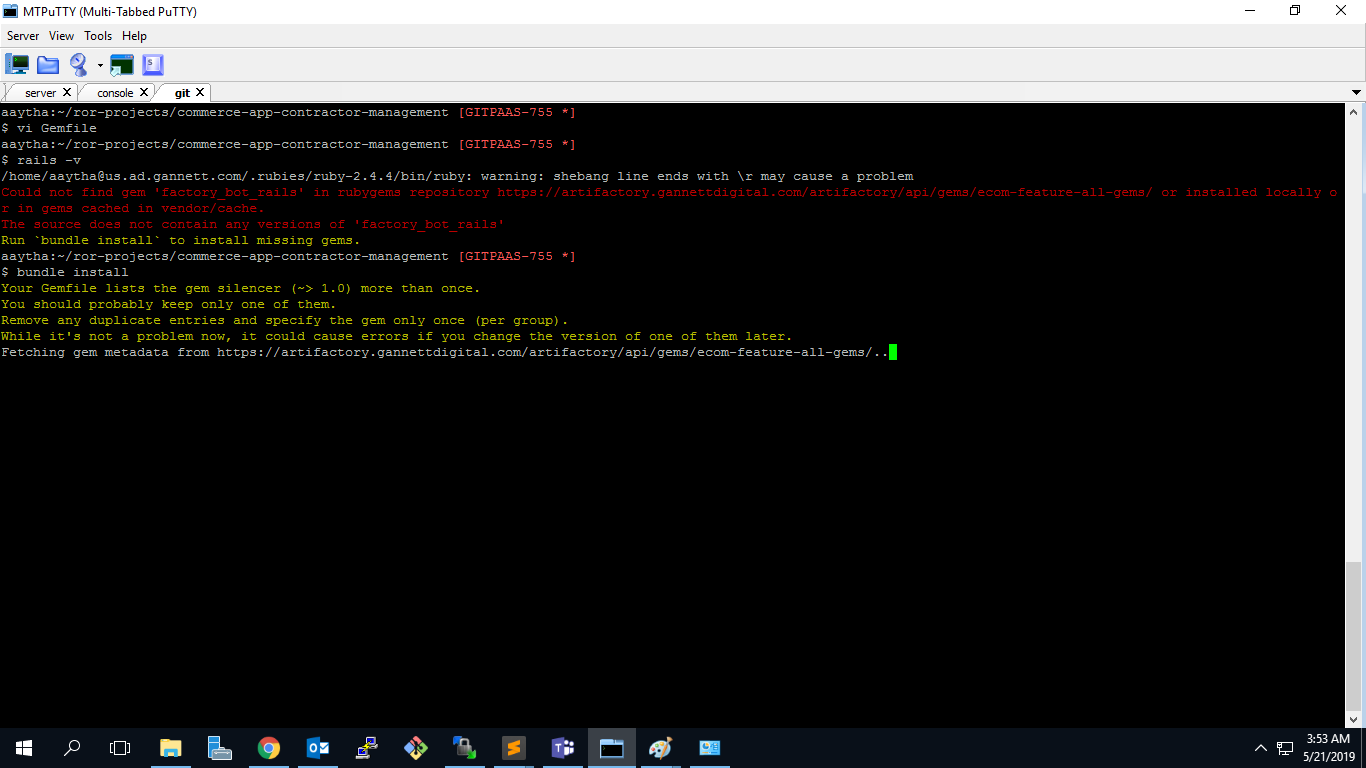 MTPuTTY (Multi-Tabbed PuTTY)
Server View Tools Help
server console git
aaytha:~/ror-projects/commerce-app-contractor-management [GITPAAS-755 *]
$ vi Gemfile
aaytha:~/ror-projects/commerce-app-contractor-management [GITPAAS-755 *]
$ rails -v
/home/aaytha@us.ad.gannett.com/.rubies/ruby-2.4.4/bin/ruby: warning: shebang line ends with \r may cause a problem
Could not find gem 'factory_bot_rails' in rubygems repository https://artifactory.gannettdigital.com/artifactory/api/gems/ecom-feature-all-gems/ or installed locally o
r in gems cached in vendor/cache.
The source does not contain any versions of 'factory_bot_rails'
Run `bundle install` to install missing gems.
aaytha:~/ror-projects/commerce-app-contractor-management [GITPAAS-755 *]
$ bundle install
Your Gemfile lists the gem silencer (~> 1.0) more than once.
You should probably keep only one of them.
Remove any duplicate entries and specify the gem only once (per group).
While it's not a problem now, it could cause errors if you change the version of one of them later.
Fetching gem metadata from https://artifactory.gannettdigital.com/artifactory/api/gems/ecom-feature-all-gems/..
3:53 AM
5/21/2019